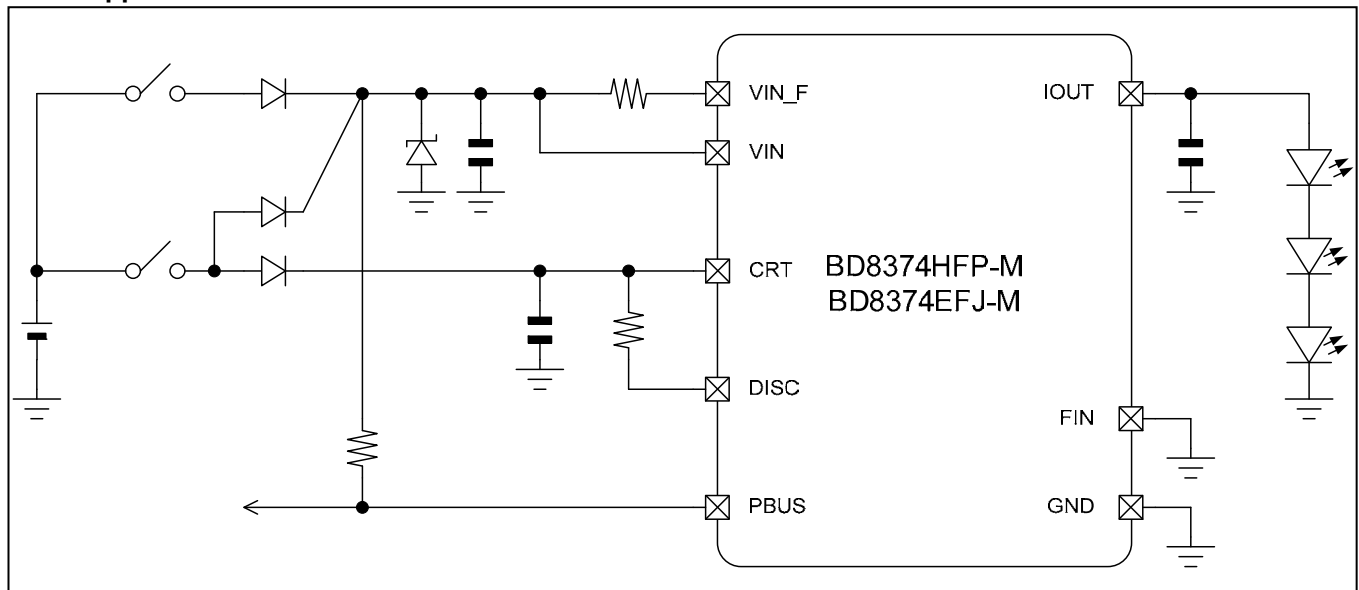 VIN_F
IOUT
VIN
CRT
BD8374HFP-M
BD8374EFJ-M
DISC
FIN
PBUS
GND